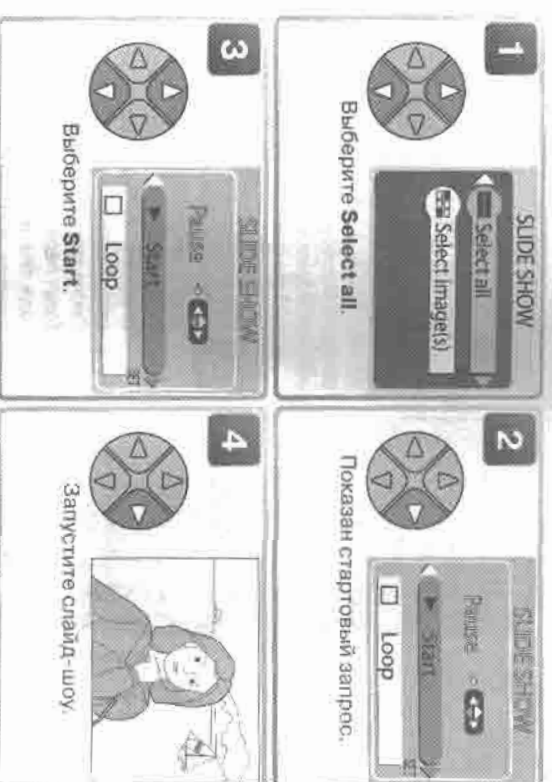 1
SLIDE SHOW
Select all
Select image(s)
Выберите Select all.
2
SLIDE SHOW
Pause
Start
Loop
Показан стартовый запрос.
3
SLIDE SHOW
Pause
Start
Loop
SET
Выберите Start.
4
Запустите слайд-шоу.